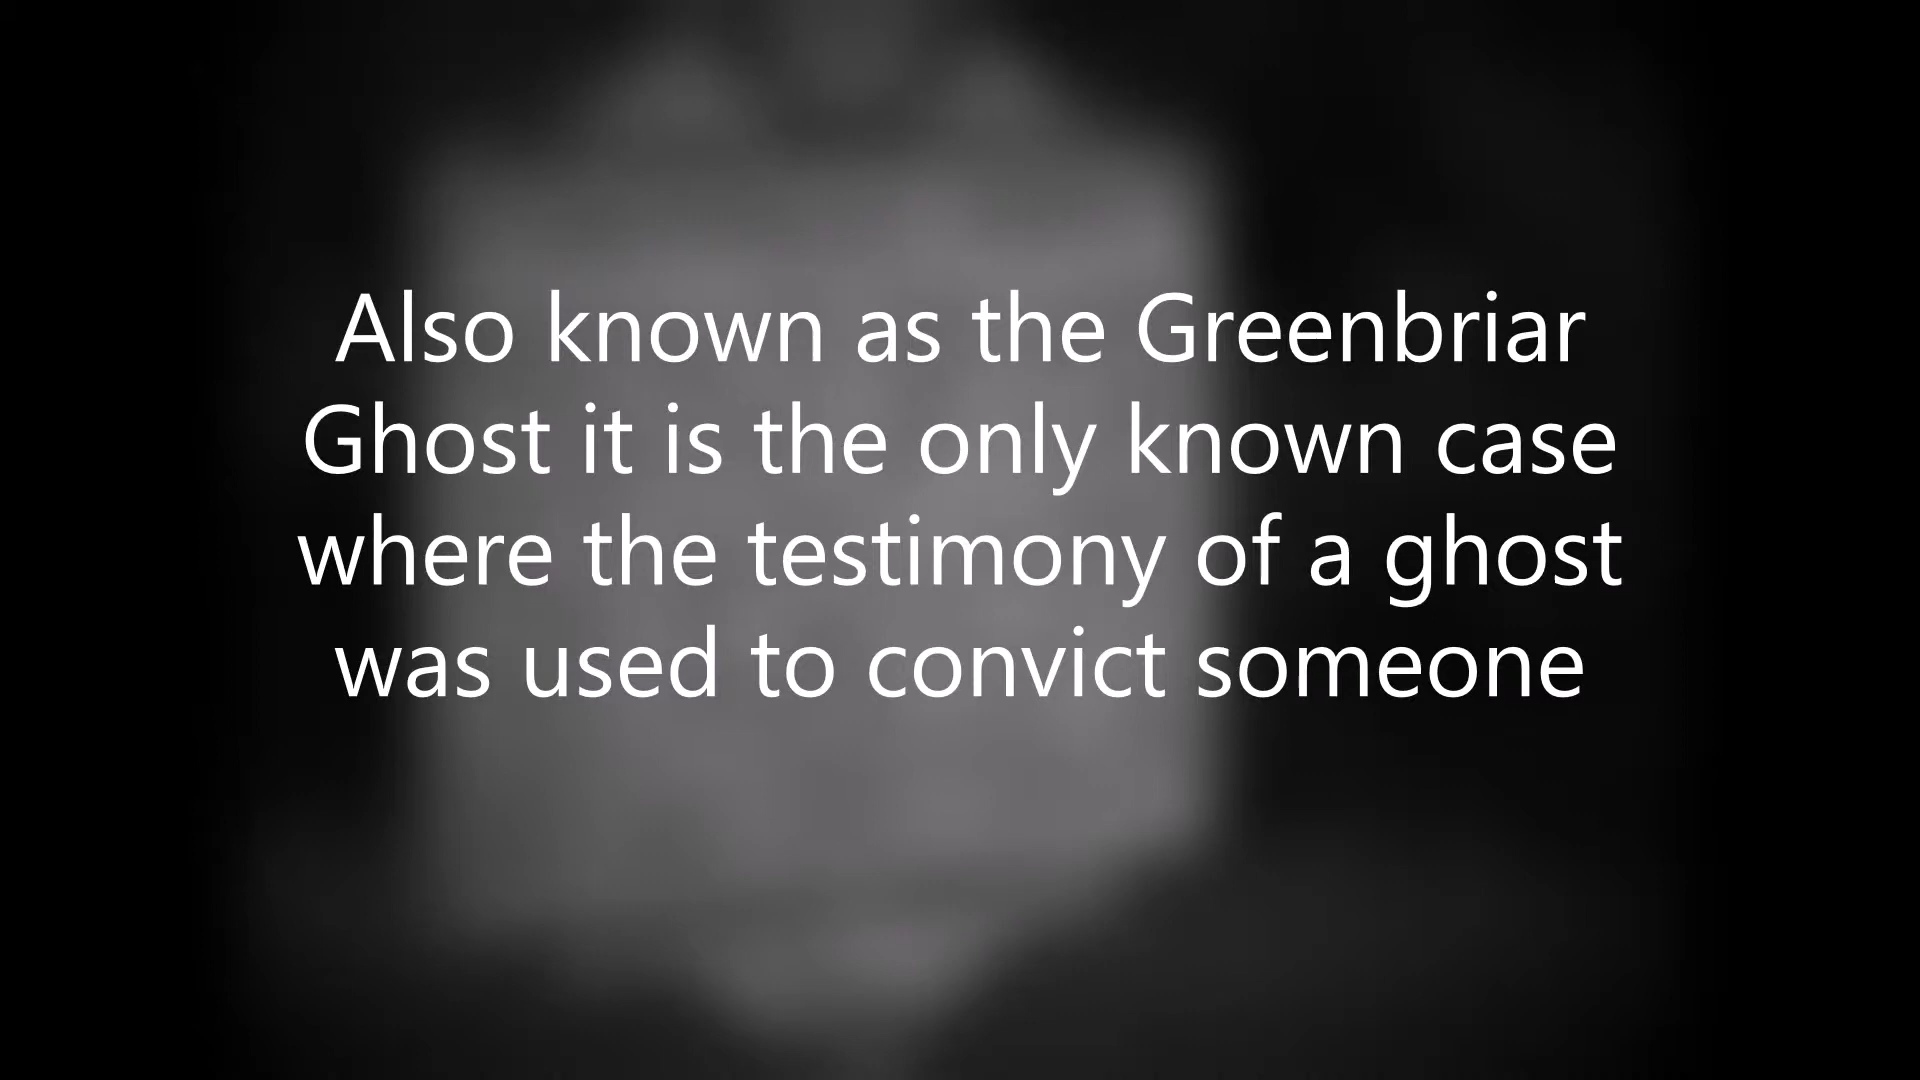 Also known as the Greenbriar
Ghost it is the only known case
where the testimony of a ghost
was used to convict someone